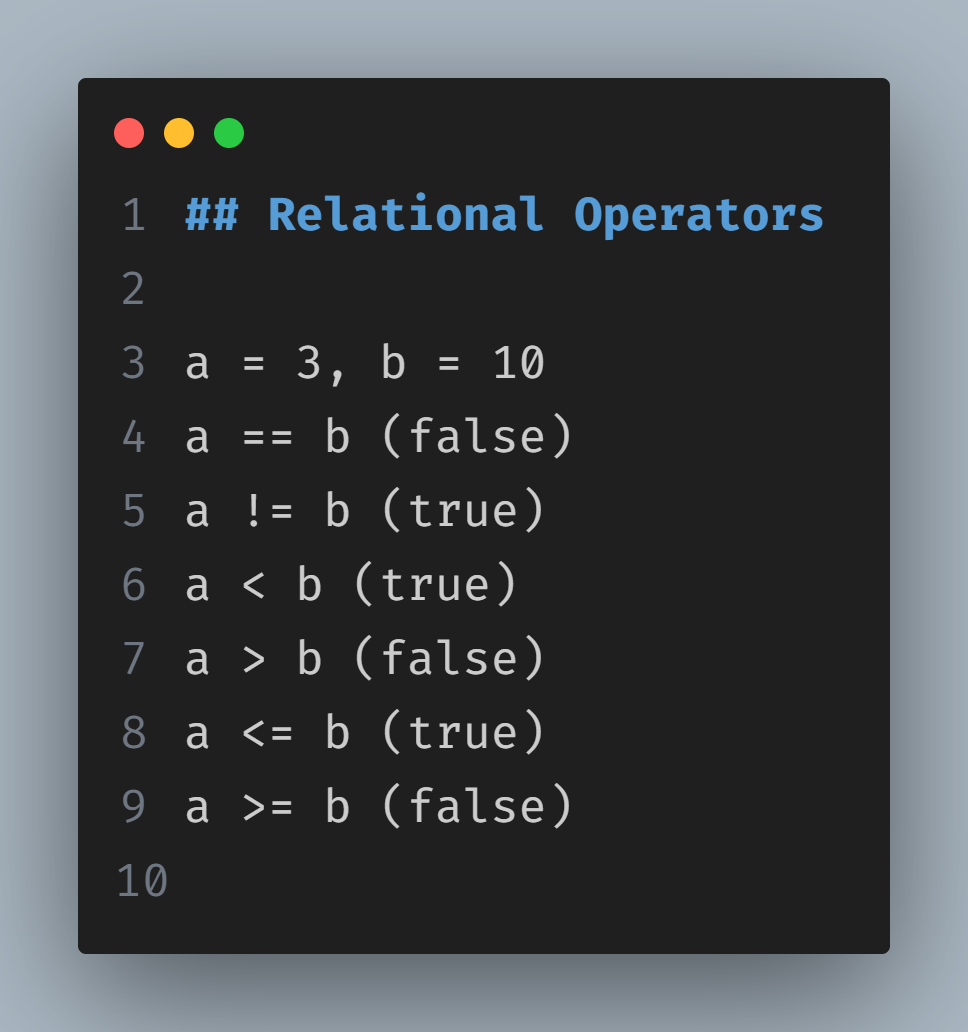 1 ## Relational Operators
2
3 a = 3, b = 10
4 a == b (false)
5 a != b (true)
6 a < b (true)
7 a > b (false)
8 a <= b (true)
9 a >= b (false)
10